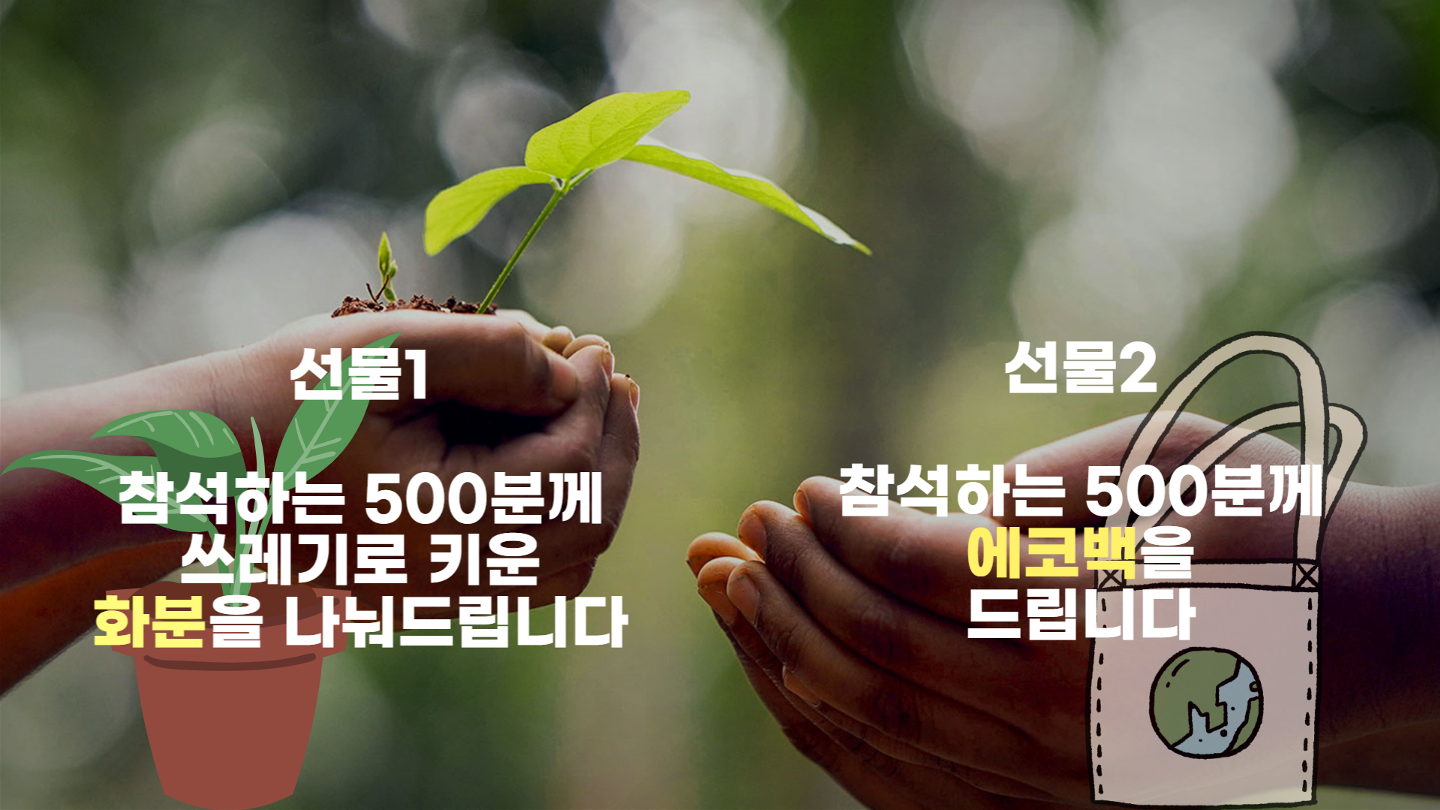 선물1
참석하는 500분께
쓰레기로 키운
화분을 나눠드립니다
선물2
참석하는 500분께
에코백을
드립니다